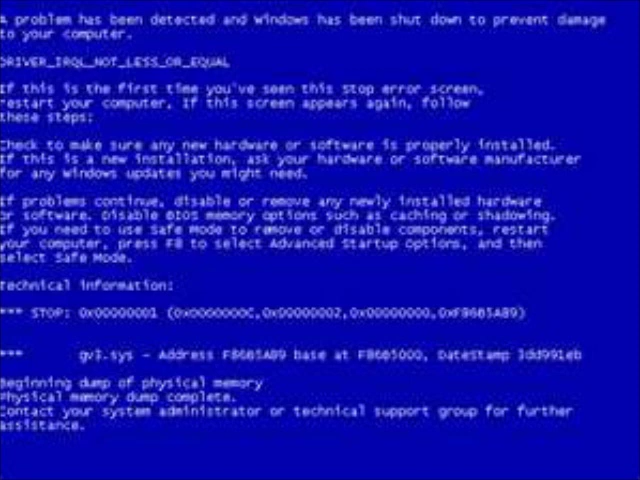 A problem has been detected and Windows has been shut down to prevent damage
to your computer.
DRIVER_IRQL_NOT_LESS_OR_EQUAL
If this is the first time you've seen this Stop error screen,
restart your computer. If this screen appears again, follow
these steps:
Check to make sure any new hardware or software is properly installed.
If this is a new installation, ask your hardware or software manufacturer
for any Windows updates you might need.
If problems continue, disable or remove any newly installed hardware
or software. Disable BIOS memory options such as caching or shadowing.
If you need to use Safe Mode to remove or disable components, restart
your computer, press F8 to select Advanced Startup Options, and then
select Safe Mode.
Technical information:
*** STOP: 0x000000D1 (0x0000000C,0x00000002,0x00000000,0xF86B5A89)
*** gv3.sys - Address F86B5A89 base at F86B5000, DateStamp 3dd991eb
Beginning dump of physical memory
Physical memory dump complete.
Contact your system administrator or technical support group for further
assistance.